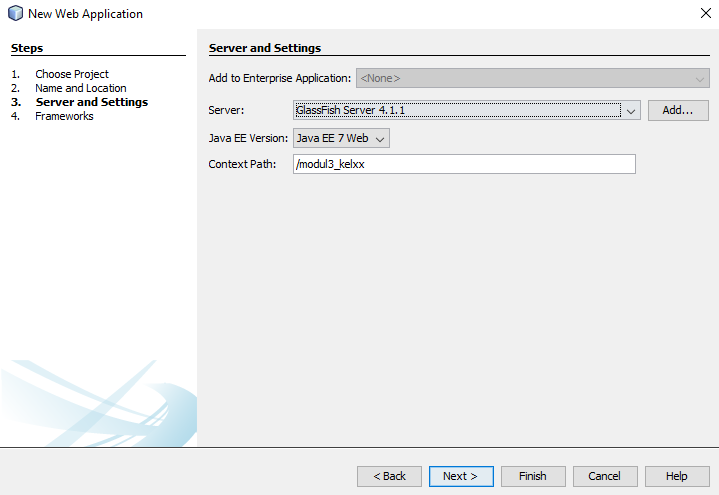 New Web Application
Steps
1. Choose Project
2. Name and Location
3. Server and Settings
4. Frameworks
Server and Settings
Add to Enterprise Application: <None>
Server: GlassFish Server 4.1.1 Add...
Java EE Version: Java EE 7 Web
Context Path: /modul3_kelxx
< Back Next > Finish Cancel Help